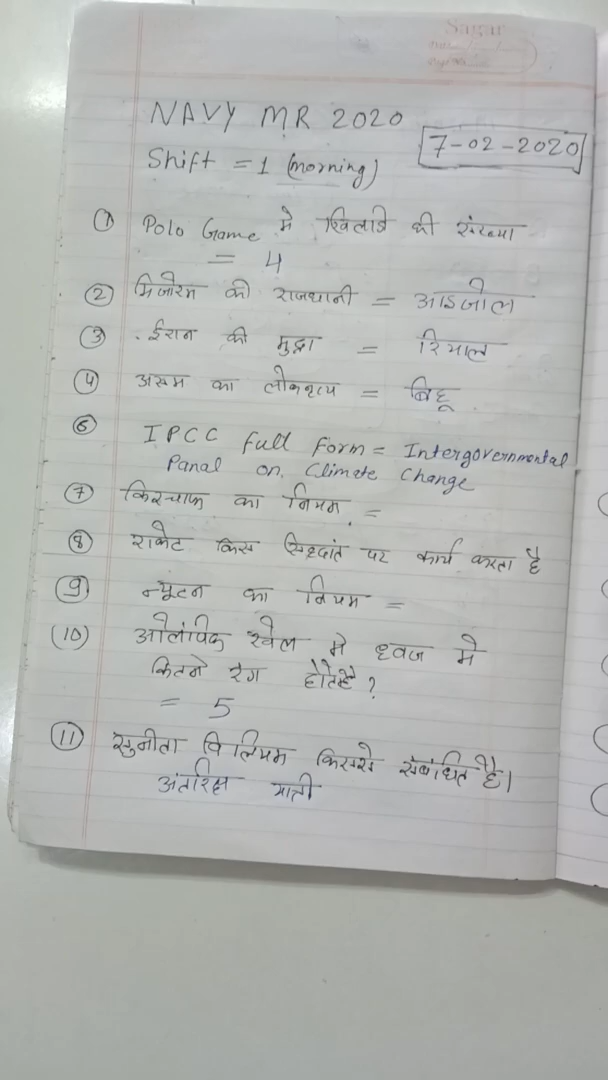 Sagar
NAVY MR 2020
7-02-2020
Shift = 1 (morning)
① Polo Game मे खिलाडि की संख्या
= 4
② मिजोरम की राजधानी = आइजोल
③ . ईरान की मुद्रा = रियाल
④ असम का लोकनृत्य = बिहू
⑥ IPCC full form = Intergovernmental
Panal on Climate Change
⑦ किरचाफ का नियम =
⑧ राकेट किस सिद्धांत पर कार्य करता है
⑨ न्यूटन का नियम =
(10) ओलंपिक खेल मे ध्वज मे
कितने रंग होतेहै ?
= 5
⑪ सुनीता विलियम किससे संबंधित है।
अंतरिक्ष यात्री